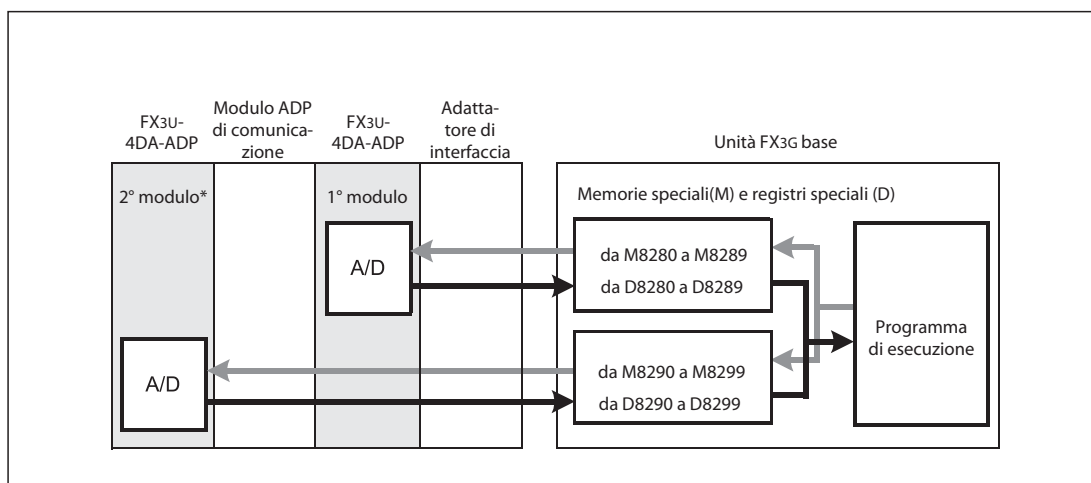 FX3U-
4DA-ADP
Modulo ADP
di comunica-
zione
FX3U-
4DA-ADP
Adatta-
tore di
interfaccia
Unità FX3G base
2° modulo*
1° modulo
Memorie speciali(M) e registri speciali (D)
A/D
da M8280 a M8289
da D8280 a D8289
Programma
di esecuzione
A/D
da M8290 a M8299
da D8290 a D8299